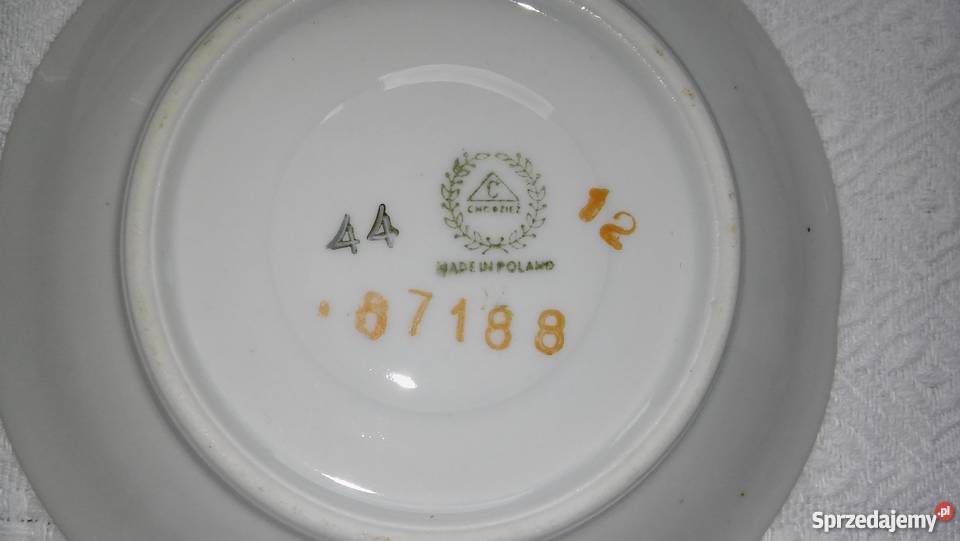 C
CHODZIEŻ
MADE IN POLAND
44
12
87188
Sprzedajemy.pl